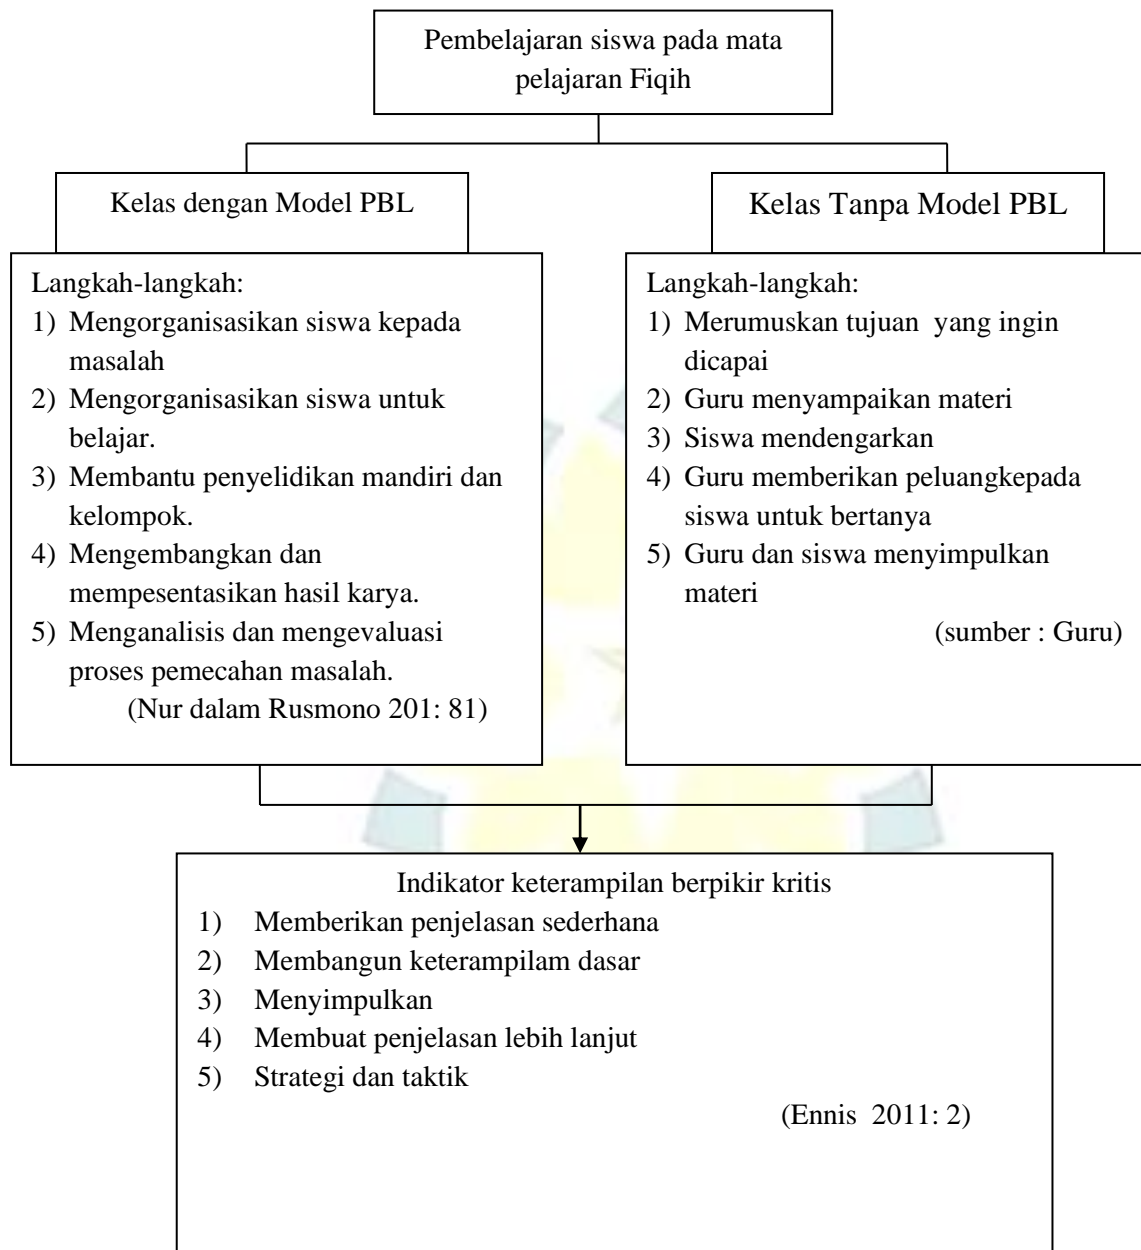 Pembelajaran siswa pada mata
pelajaran Fiqih
Kelas dengan Model PBL
Langkah-langkah:
1) Mengorganisasikan siswa kepada
masalah
2) Mengorganisasikan siswa untuk
belajar.
3) Membantu penyelidikan mandiri dan
kelompok.
4) Mengembangkan dan
mempesentasikan hasil karya.
5) Menganalisis dan mengevaluasi
proses pemecahan masalah.
(Nur dalam Rusmono 201: 81)
Kelas Tanpa Model PBL
Langkah-langkah:
1) Merumuskan tujuan yang ingin
dicapai
2) Guru menyampaikan materi
3) Siswa mendengarkan
4) Guru memberikan peluangkepada
siswa untuk bertanya
5) Guru dan siswa menyimpulkan
materi
(sumber : Guru)
Indikator keterampilan berpikir kritis
1) Memberikan penjelasan sederhana
2) Membangun keterampilam dasar
3) Menyimpulkan
4) Membuat penjelasan lebih lanjut
5) Strategi dan taktik
(Ennis 2011: 2)